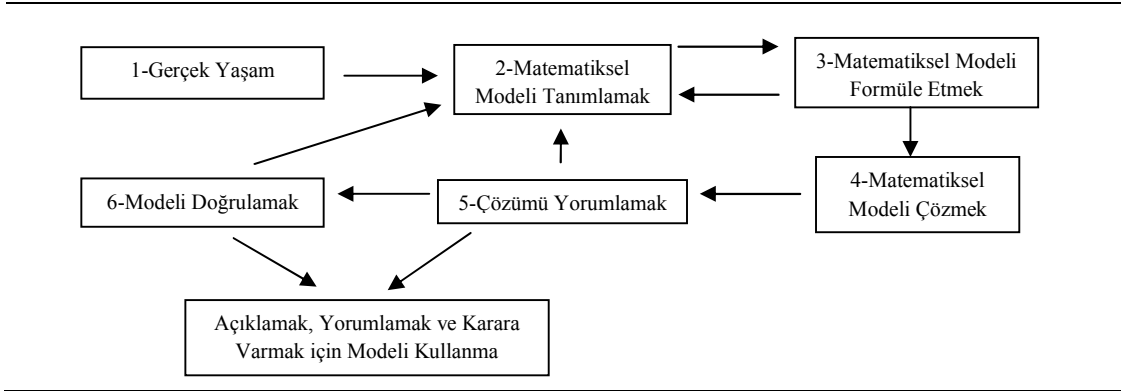 1-Gerçek Yaşam
2-Matematiksel
Modeli Tanımlamak
3-Matematiksel Modeli
Formüle Etmek
4-Matematiksel
Modeli Çözmek
5-Çözümü Yorumlamak
6-Modeli Doğrulamak
Açıklamak, Yorumlamak ve Karara
Varmak için Modeli Kullanma